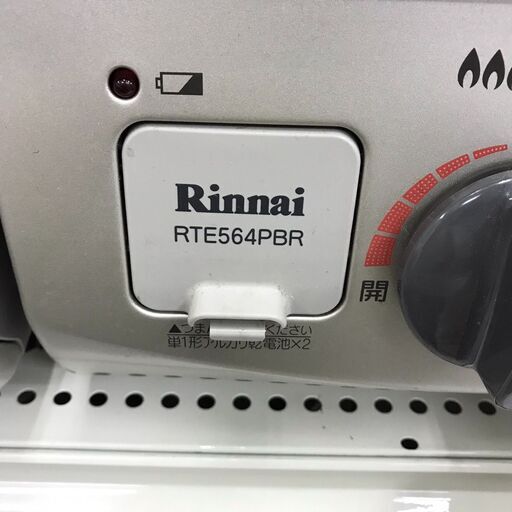 Rinnai
RTE564PBR
開
▲つま ください
単1形アルカリ乾電池×2